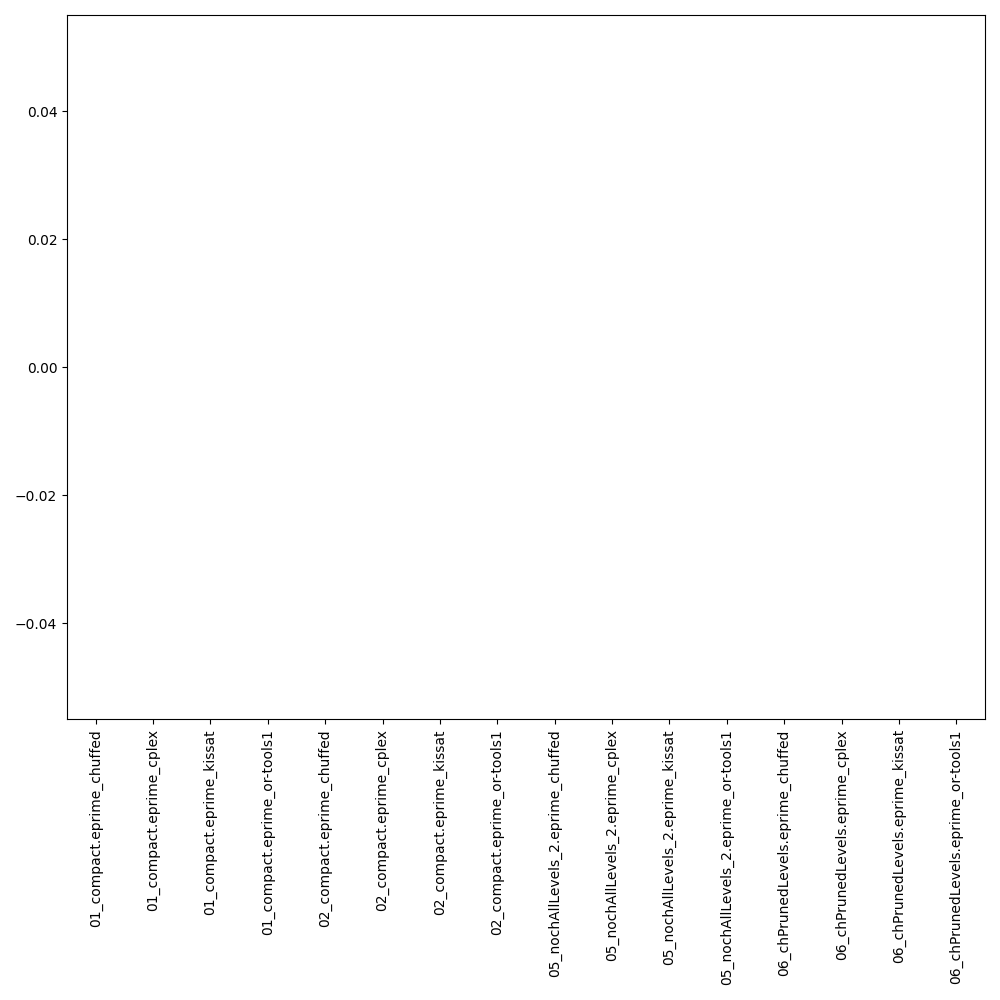 0.04
0.02
0.00
−0.02
−0.04
01_compact.eprime_chuffed
01_compact.eprime_cplex
01_compact.eprime_kissat
01_compact.eprime_or-tools1
02_compact.eprime_chuffed
02_compact.eprime_cplex
02_compact.eprime_kissat
02_compact.eprime_or-tools1
05_nochAllLevels_2.eprime_chuffed
05_nochAllLevels_2.eprime_cplex
05_nochAllLevels_2.eprime_kissat
05_nochAllLevels_2.eprime_or-tools1
06_chPrunedLevels.eprime_chuffed
06_chPrunedLevels.eprime_cplex
06_chPrunedLevels.eprime_kissat
06_chPrunedLevels.eprime_or-tools1